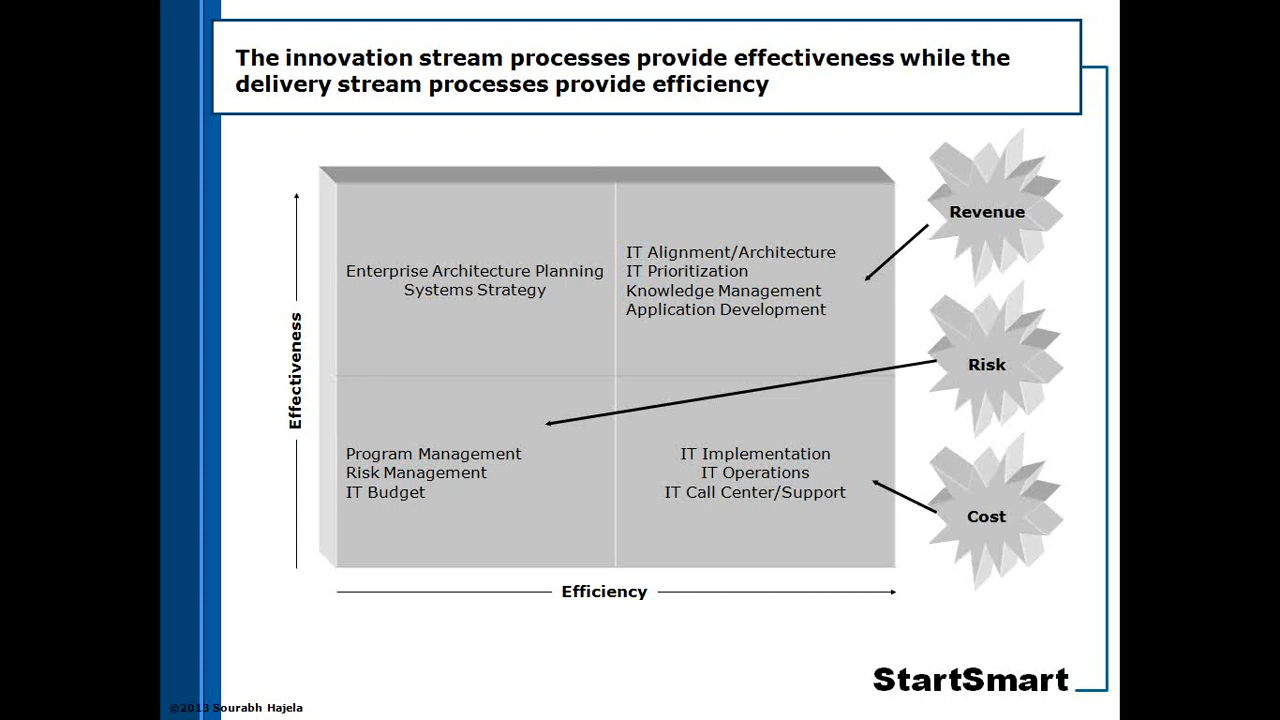 The innovation stream processes provide effectiveness while the
delivery stream processes provide efficiency
Revenue
IT Alignment/Architecture
Enterprise Architecture Planning
IT Prioritization
Systems Strategy
Knowledge Management
Application Development
Effectiveness
Risk
Program Management
Risk Management
IT Budget
IT Implementation
IT Operations
IT Call Center/Support
Cost
Efficiency
StartSmart
©2013 Sourabh Hajela